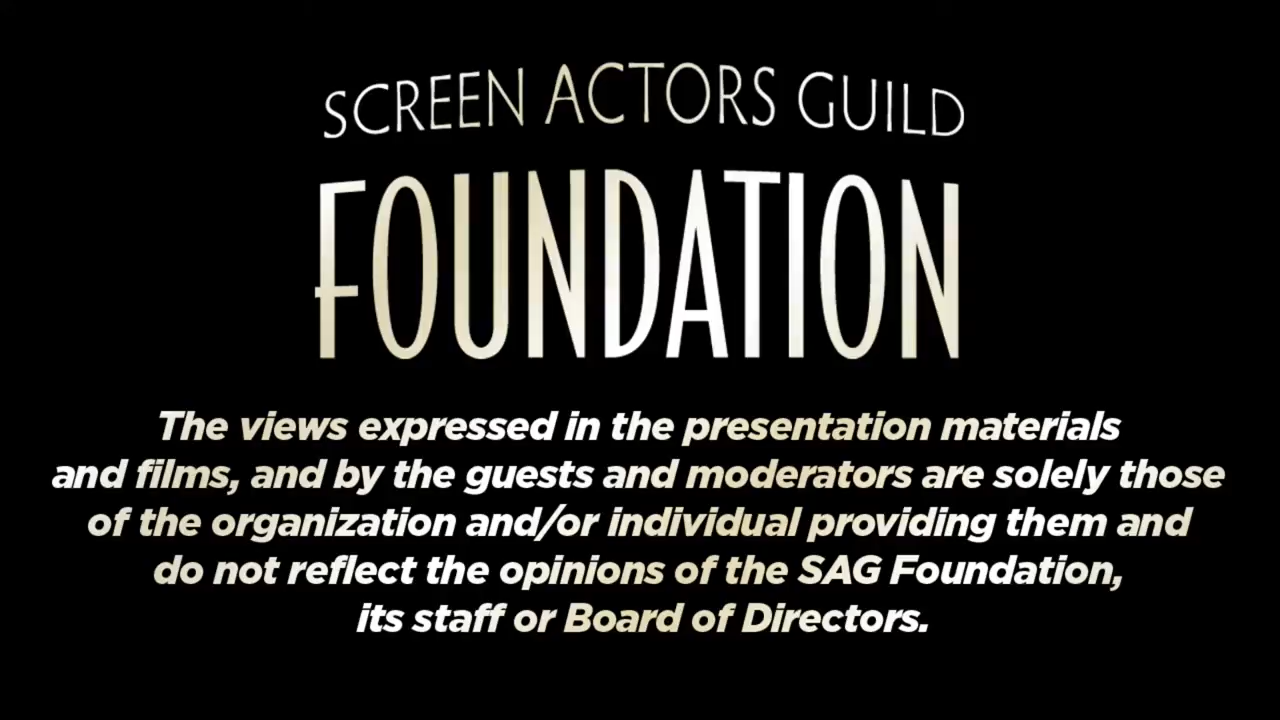 SCREEN ACTORS GUILD
FOUNDATION
The views expressed in the presentation materials
and films, and by the guests and moderators are solely those
of the organization and/or individual providing them and
do not reflect the opinions of the SAG Foundation,
its staff or Board of Directors.